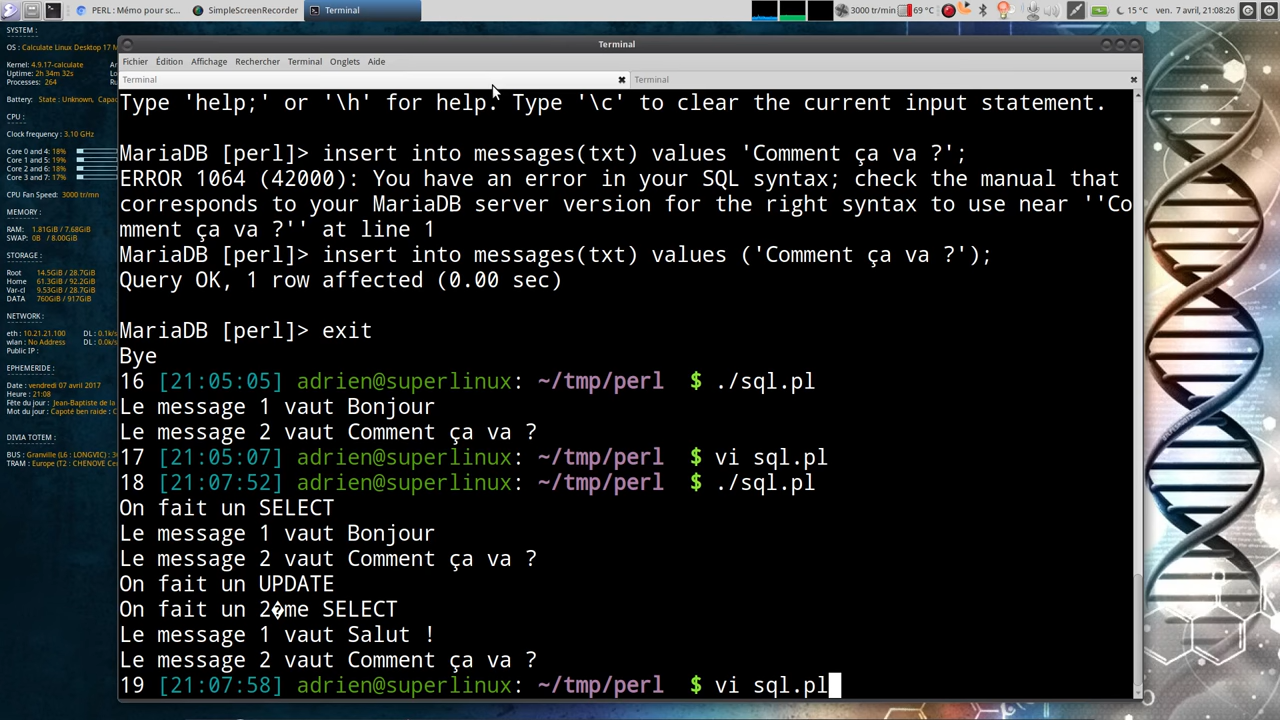 PERL : Mémo pour sc...
SimpleScreenRecorder
Terminal
3000 tr/min
69 °C
15 °C
ven. 7 avril, 21:08:26
SYSTEM :
OS : Calculate Linux Desktop 17 M
Kernel: 4.9.17-calculate
Uptime: 2h 34m 32s
Processes: 264
Battery: State : Unknown, Capac
CPU :
Clock frequency : 3.10 GHz
Core 0 and 4: 18%
Core 1 and 5: 19%
Core 2 and 6: 18%
Core 3 and 7: 17%
CPU Fan Speed: 3000 tr/mn
MEMORY :
RAM: 1.81GiB / 7.68GiB
SWAP: 0B / 8.00GiB
STORAGE :
Root 14.5GiB / 28.7GiB
Home 61.3GiB / 92.2GiB
Var-cl 9.53GiB / 28.7GiB
DATA 760GiB / 917GiB
NETWORK :
eth : 10.21.21.100 DL : 0.1k/s
wlan : No Address DL : 0.0k/s
Public IP :
EPHEMERIDE :
Date : vendredi 07 avril 2017
Heure : 21:08
Fête du jour : Jean-Baptiste de la
Mot du jour : Capoté ben raide : C
DIVIA TOTEM :
BUS : Granville (L6 : LONGVIC) : 3
TRAM : Europe (T2 : CHENOVE Ce
Terminal
Fichier Édition Affichage Rechercher Terminal Onglets Aide
Terminal
Terminal
Type 'help;' or '\h' for help. Type '\c' to clear the current input statement.
MariaDB [perl]> insert into messages(txt) values 'Comment ça va ?';
ERROR 1064 (42000): You have an error in your SQL syntax; check the manual that
corresponds to your MariaDB server version for the right syntax to use near ''Co
mment ça va ?'' at line 1
MariaDB [perl]> insert into messages(txt) values ('Comment ça va ?');
Query OK, 1 row affected (0.00 sec)
MariaDB [perl]> exit
Bye
16 [21:05:05] adrien@superlinux: ~/tmp/perl $ ./sql.pl
Le message 1 vaut Bonjour
Le message 2 vaut Comment ça va ?
17 [21:05:07] adrien@superlinux: ~/tmp/perl $ vi sql.pl
18 [21:07:52] adrien@superlinux: ~/tmp/perl $ ./sql.pl
On fait un SELECT
Le message 1 vaut Bonjour
Le message 2 vaut Comment ça va ?
On fait un UPDATE
On fait un 2�me SELECT
Le message 1 vaut Salut !
Le message 2 vaut Comment ça va ?
19 [21:07:58] adrien@superlinux: ~/tmp/perl $ vi sql.pl